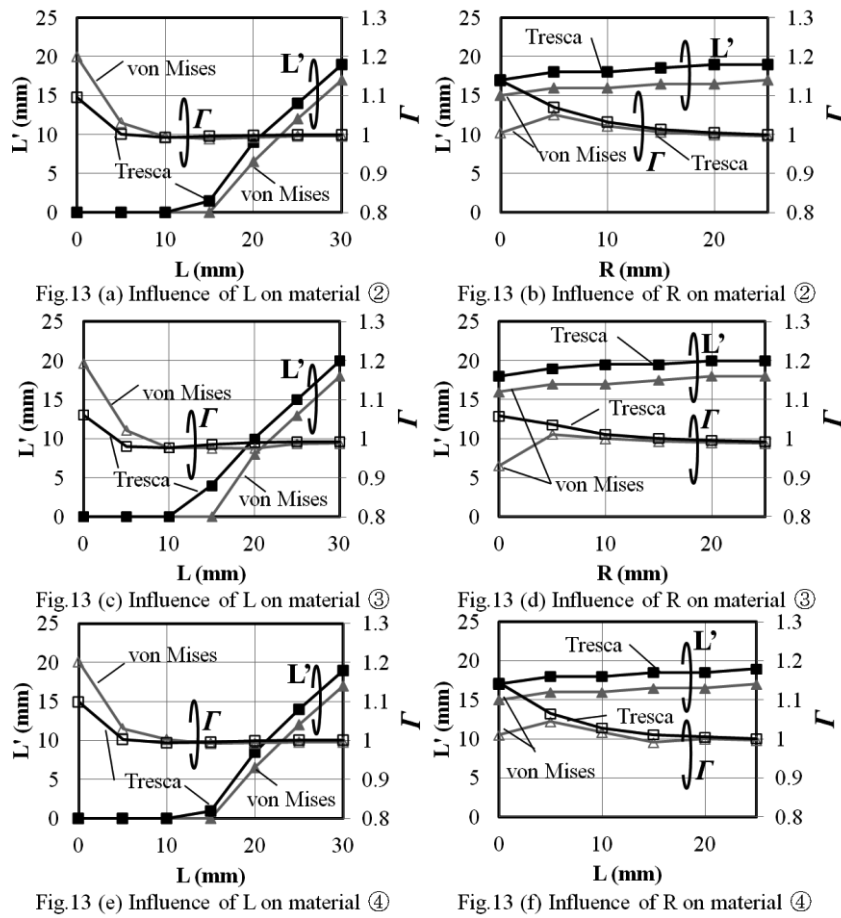 25
20
15
10
5
0
L' (mm)
1.3
1.2
1.1
1
0.9
0.8
Γ
von Mises
L’
Γ
Tresca
von Mises
0 10 20 30
L (mm)
Fig.13 (a) Influence of L on material ②
25
20
15
10
5
0
L' (mm)
1.3
1.2
1.1
1
0.9
0.8
Γ
Tresca
L’
von Mises
Γ
Tresca
0 10 20
R (mm)
Fig.13 (b) Influence of R on material ②
25
20
15
10
5
0
L' (mm)
1.3
1.2
1.1
1
0.9
0.8
Γ
von Mises
L’
Γ
Tresca
von Mises
0 10 20 30
L (mm)
Fig.13 (c) Influence of L on material ③
25
20
15
10
5
0
L' (mm)
1.3
1.2
1.1
1
0.9
0.8
Γ
Tresca
L’
Tresca
Γ
von Mises
0 10 20
R (mm)
Fig.13 (d) Influence of R on material ③
25
20
15
10
5
0
L' (mm)
1.3
1.2
1.1
1
0.9
0.8
Γ
von Mises
L’
Γ
Tresca
von Mises
0 10 20 30
L (mm)
Fig.13 (e) Influence of L on material ④
25
20
15
10
5
0
L' (mm)
1.3
1.2
1.1
1
0.9
0.8
Γ
Tresca
L’
Tresca
von Mises
Γ
0 10 20
L (mm)
Fig.13 (f) Influence of R on material ④